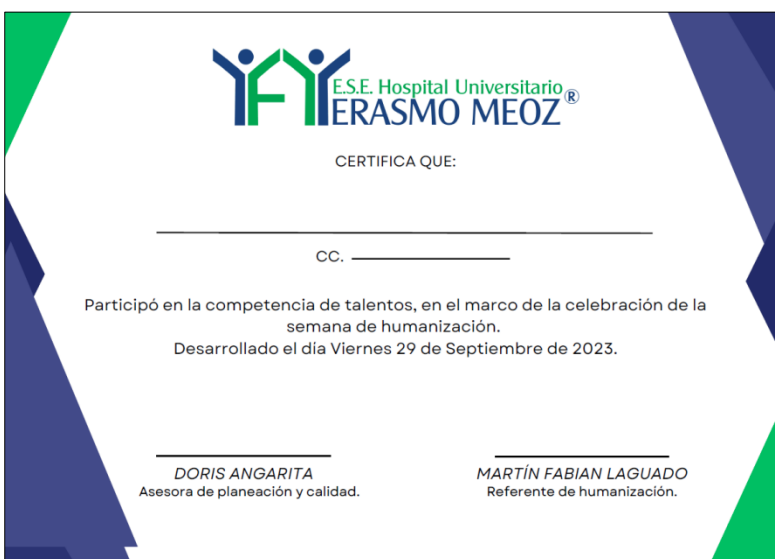 E.S.E. Hospital Universitario
ERASMO MEOZ®
CERTIFICA QUE:
CC.
Participó en la competencia de talentos, en el marco de la celebración de la
semana de humanización.
Desarrollado el día Viernes 29 de Septiembre de 2023.
DORIS ANGARITA
Asesora de planeación y calidad.
MARTÍN FABIAN LAGUADO
Referente de humanización.